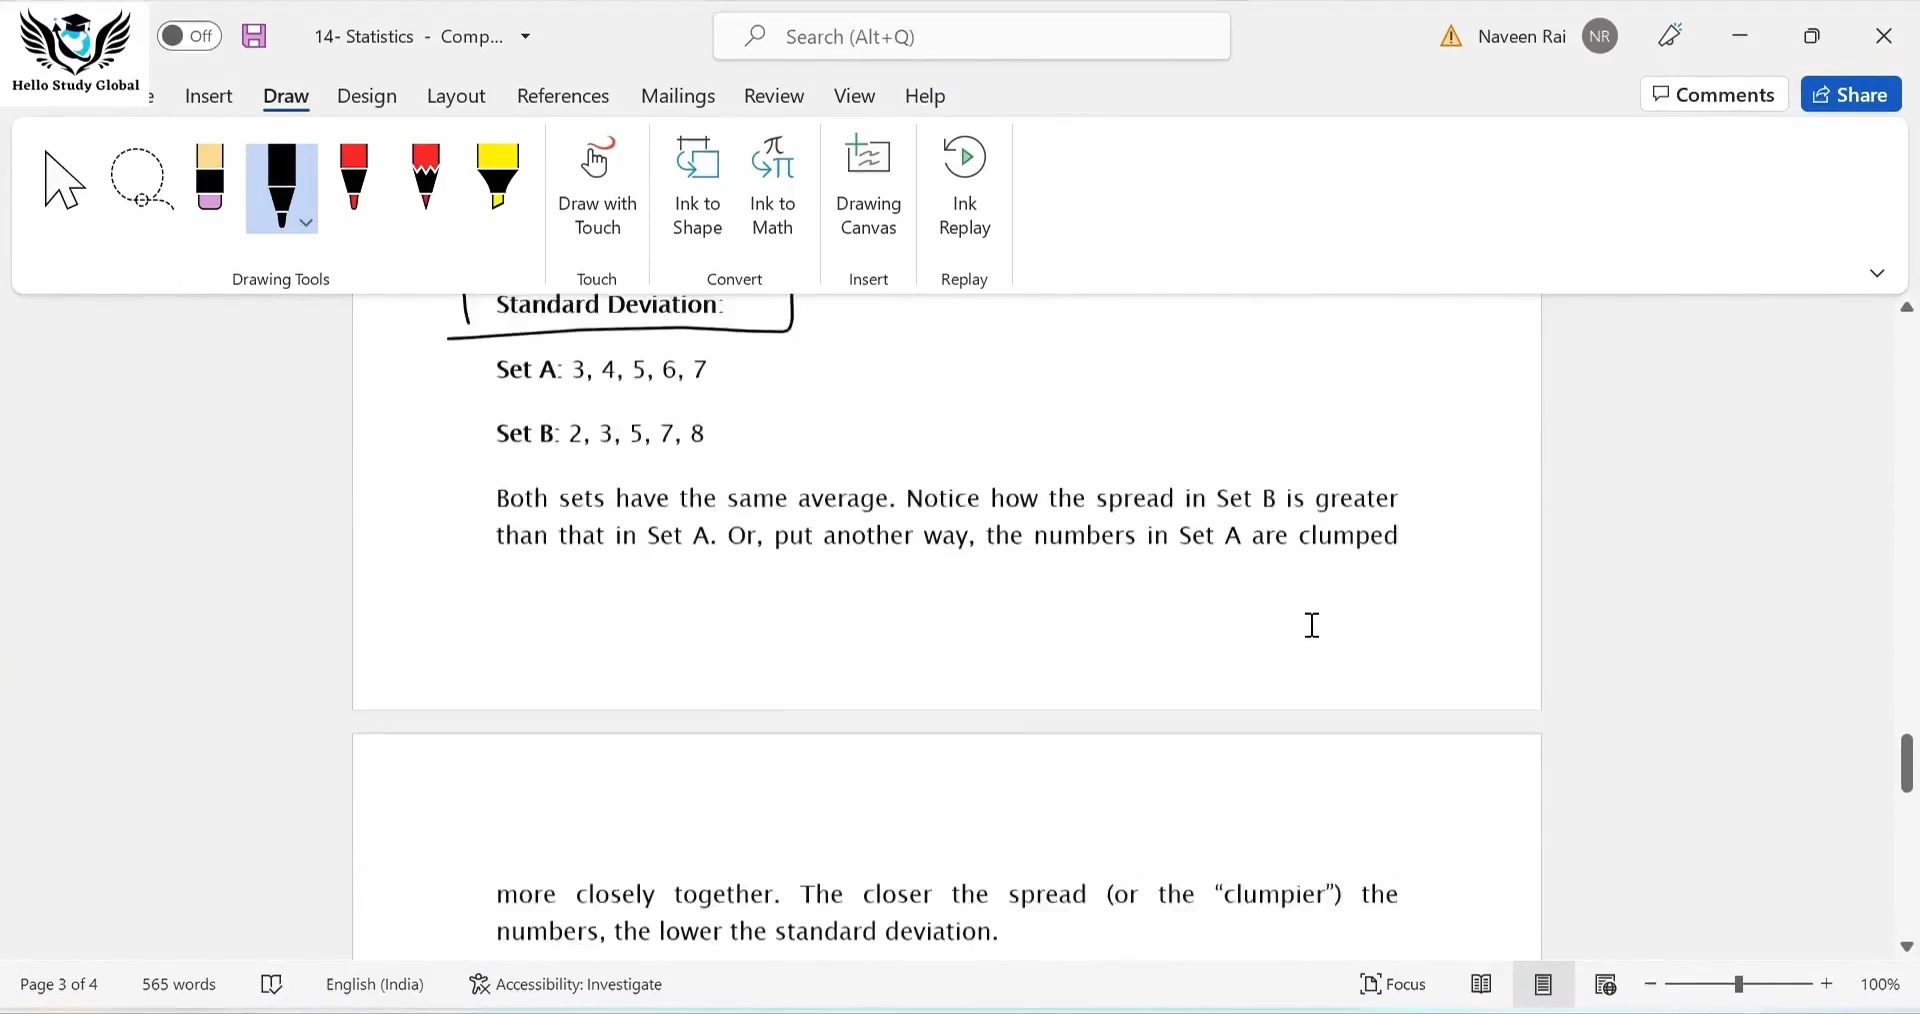 Hello Study Global
Off
14- Statistics - Comp...
Search (Alt+Q)
Naveen Rai
NR
e Insert Draw Design Layout References Mailings Review View Help
Comments
Share
Draw with Touch
Ink to Shape
Ink to Math
Drawing Canvas
Ink Replay
Drawing Tools
Touch
Convert
Insert
Replay
Standard Deviation:
Set A: 3, 4, 5, 6, 7
Set B: 2, 3, 5, 7, 8
Both sets have the same average. Notice how the spread in Set B is greater
than that in Set A. Or, put another way, the numbers in Set A are clumped
more closely together. The closer the spread (or the “clumpier”) the
numbers, the lower the standard deviation.
Page 3 of 4
565 words
English (India)
Accessibility: Investigate
Focus
100%